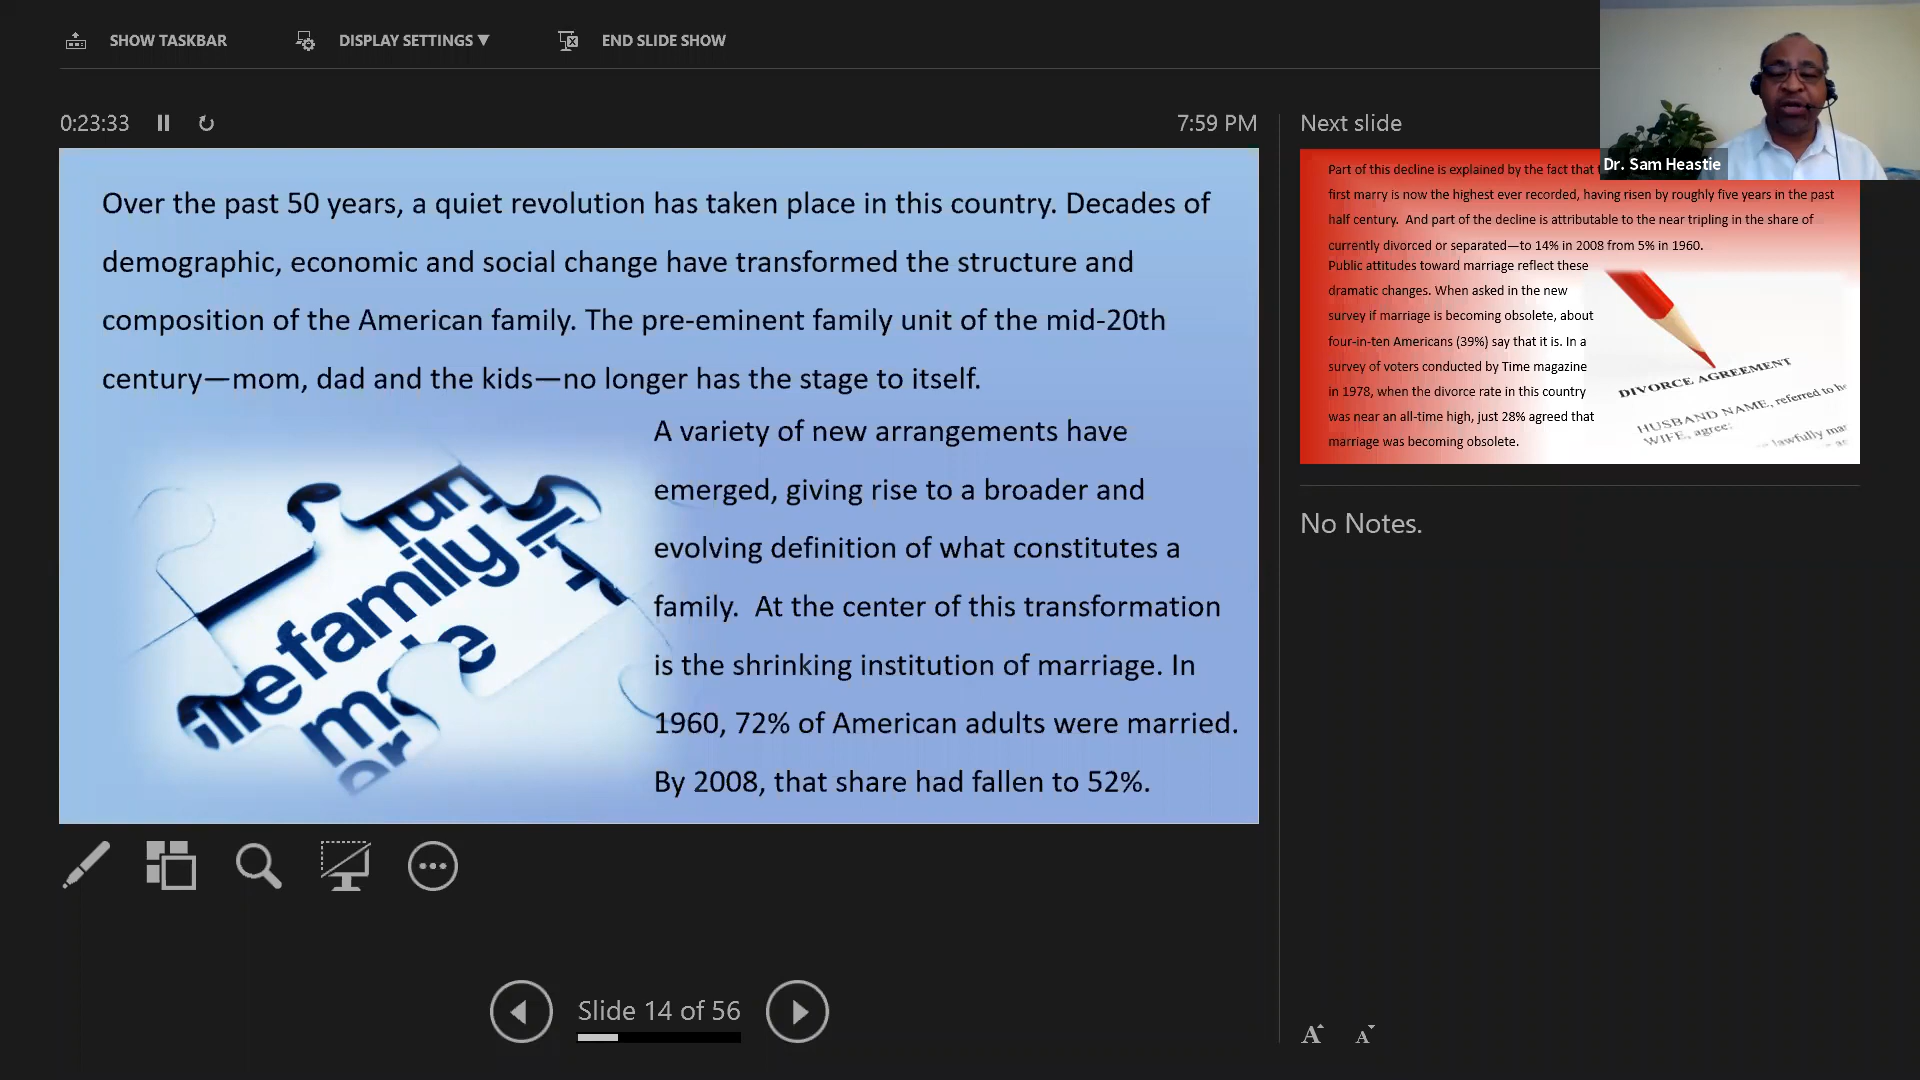 SHOW TASKBAR
DISPLAY SETTINGS
END SLIDE SHOW
0:23:33
7:59 PM
Next slide
Dr. Sam Heastie
Over the past 50 years, a quiet revolution has taken place in this country. Decades of
demographic, economic and social change have transformed the structure and
composition of the American family. The pre-eminent family unit of the mid-20th
century—mom, dad and the kids—no longer has the stage to itself.
A variety of new arrangements have
emerged, giving rise to a broader and
evolving definition of what constitutes a
family.  At the center of this transformation
is the shrinking institution of marriage. In
1960, 72% of American adults were married.
By 2008, that share had fallen to 52%.
family
Part of this decline is explained by the fact that
first marry is now the highest ever recorded, having risen by roughly five years in the past
half century.  And part of the decline is attributable to the near tripling in the share of
currently divorced or separated—to 14% in 2008 from 5% in 1960.
Public attitudes toward marriage reflect these
dramatic changes. When asked in the new
survey if marriage is becoming obsolete, about
four-in-ten Americans (39%) say that it is. In a
survey of voters conducted by Time magazine
in 1978, when the divorce rate in this country
was near an all-time high, just 28% agreed that
marriage was becoming obsolete.
DIVORCE AGREEMENT
HUSBAND NAME, referred to
WIFE, agree:
lawfully
No Notes.
Slide 14 of 56
A A